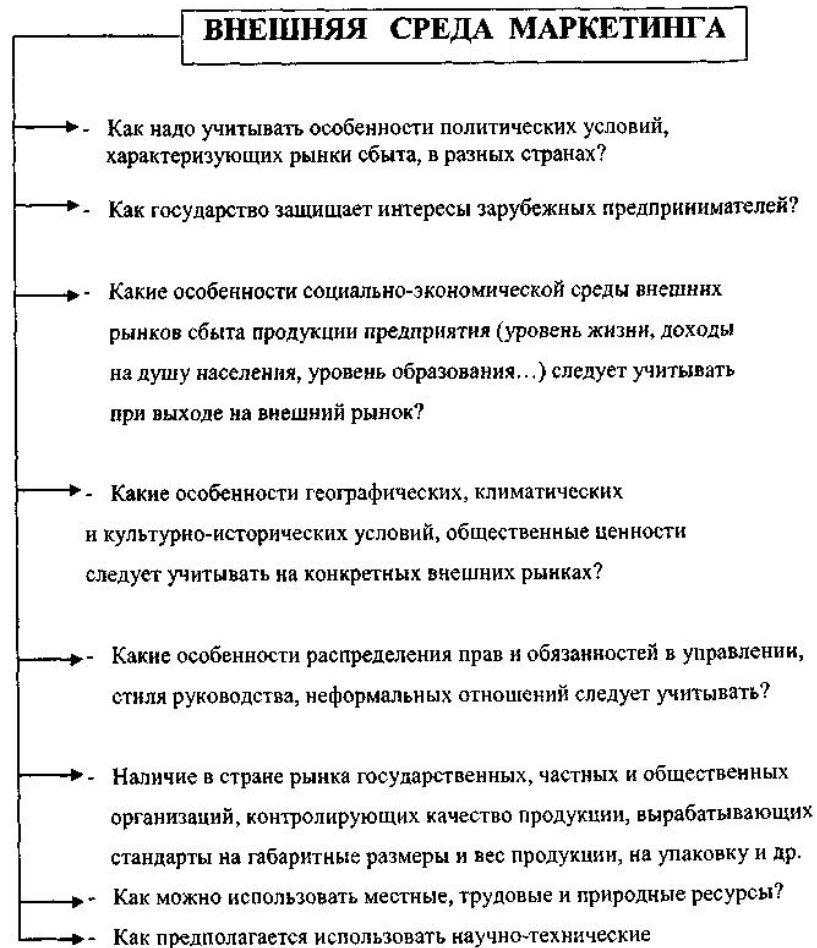 ВНЕШНЯЯ СРЕДА МАРКЕТИНГА
- Как надо учитывать особенности политических условий,
характеризующих рынки сбыта, в разных странах?
- Как государство защищает интересы зарубежных предпринимателей?
- Какие особенности социально-экономической среды внешних
рынков сбыта продукции предприятия (уровень жизни, доходы
на душу населения, уровень образования...) следует учитывать
при выходе на внешний рынок?
- Какие особенности географических, климатических
и культурно-исторических условий, общественные ценности
следует учитывать на конкретных внешних рынках?
- Какие особенности распределения прав и обязанностей в управлении,
стиля руководства, неформальных отношений следует учитывать?
- Наличие в стране рынка государственных, частных и общественных
организаций, контролирующих качество продукции, вырабатывающих
стандарты на габаритные размеры и вес продукции, на упаковку и др.
- Как можно использовать местные, трудовые и природные ресурсы?
- Как предполагается использовать научно-технические